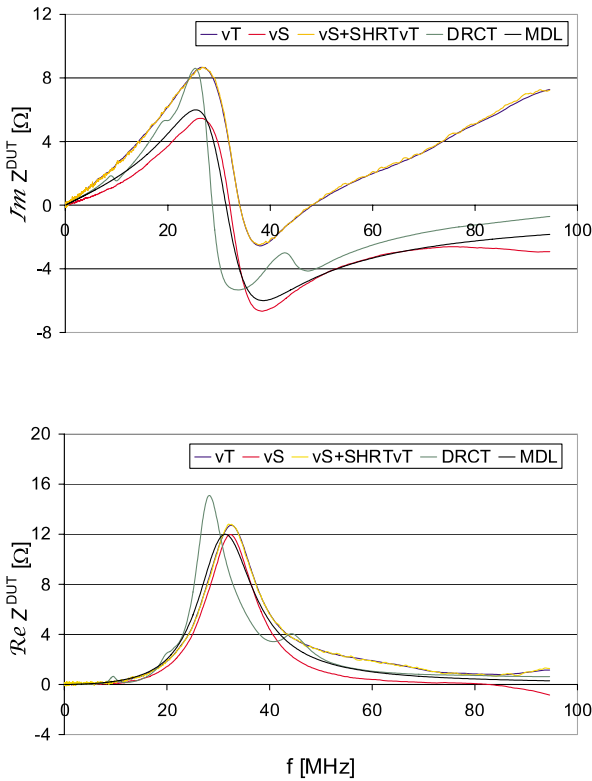 vT vS vS+SHRTvT DRCT MDL
12
8
4
0
-4
-8
0 20 40 60 80 100
ℐm Z^DUT [Ω]
vT vS vS+SHRTvT DRCT MDL
20
16
12
8
4
0
-4
0 20 40 60 80 100
ℛe Z^DUT [Ω]
f [MHz]